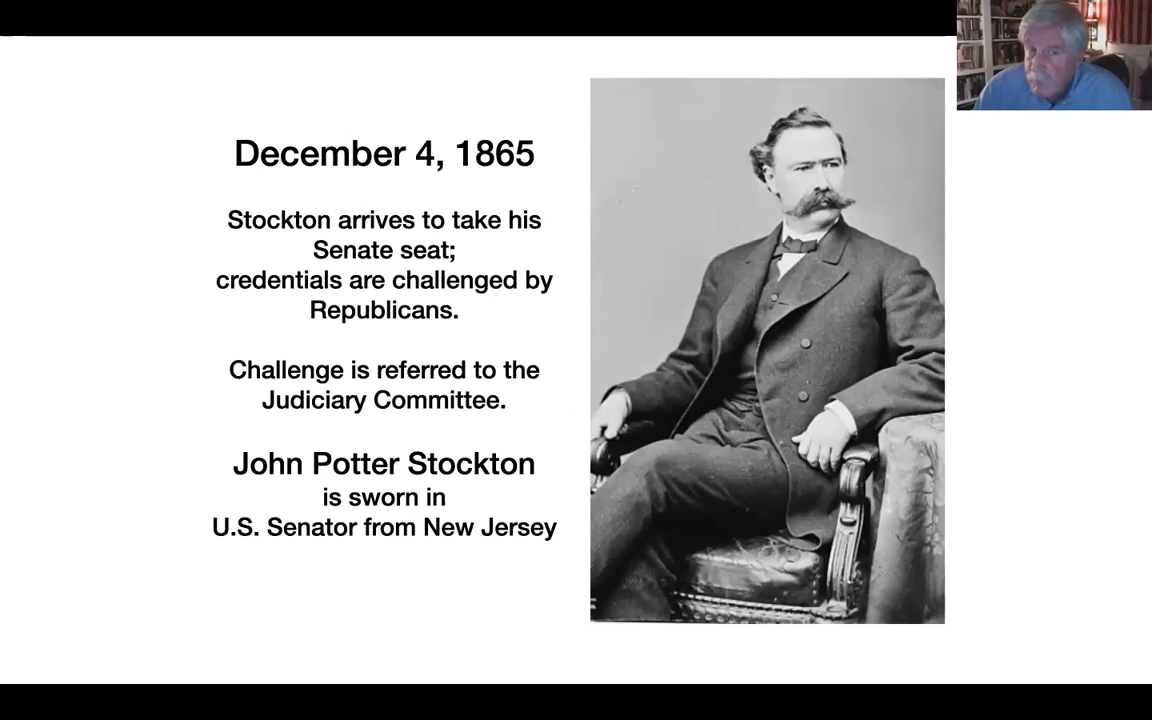 December 4, 1865
Stockton arrives to take his
Senate seat;
credentials are challenged by
Republicans.
Challenge is referred to the
Judiciary Committee.
John Potter Stockton
is sworn in
U.S. Senator from New Jersey